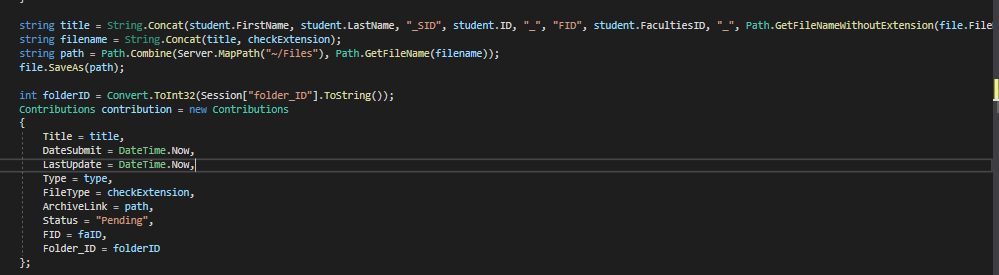 string title = String.Concat(student.FirstName, student.LastName, "_SID", student.ID, "_", "FID", student.FacultiesID, "_", Path.GetFileNameWithoutExtension(file.File
string filename = String.Concat(title, checkExtension);
string path = Path.Combine(Server.MapPath("~/Files"), Path.GetFileName(filename));
file.SaveAs(path);
int folderID = Convert.ToInt32(Session["folder_ID"].ToString());
Contributions contribution = new Contributions
{
Title = title,
DateSubmit = DateTime.Now,
LastUpdate = DateTime.Now,
Type = type,
FileType = checkExtension,
ArchiveLink = path,
Status = "Pending",
FID = faID,
Folder_ID = folderID
};